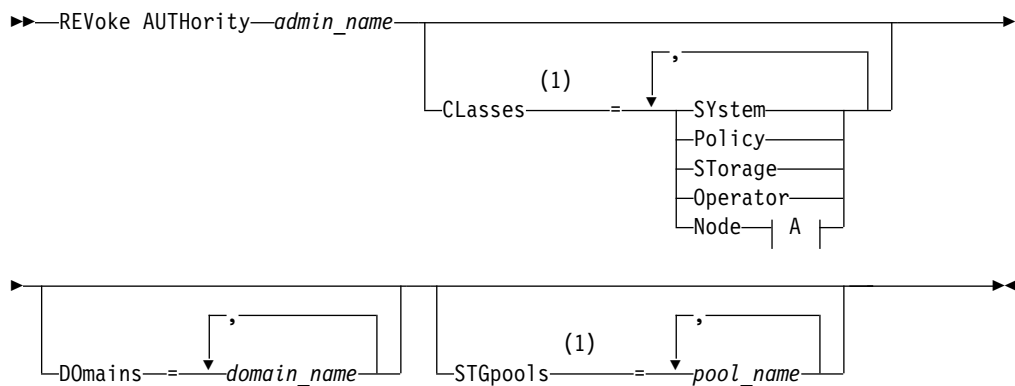 REVoke AUTHority admin_name
,
(1)
CLasses = SYstem
Policy
STorage
Operator
Node A
, ,
(1)
DOmains = domain_name STGpools = pool_name